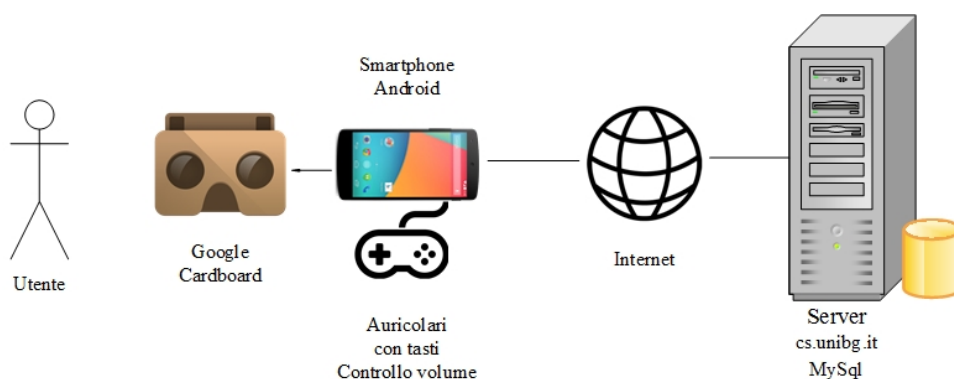 Smartphone
Android
Utente
Google
Cardboard
Auricolari
con tasti
Controllo volume
Internet
Server
cs.unibg.it
MySql